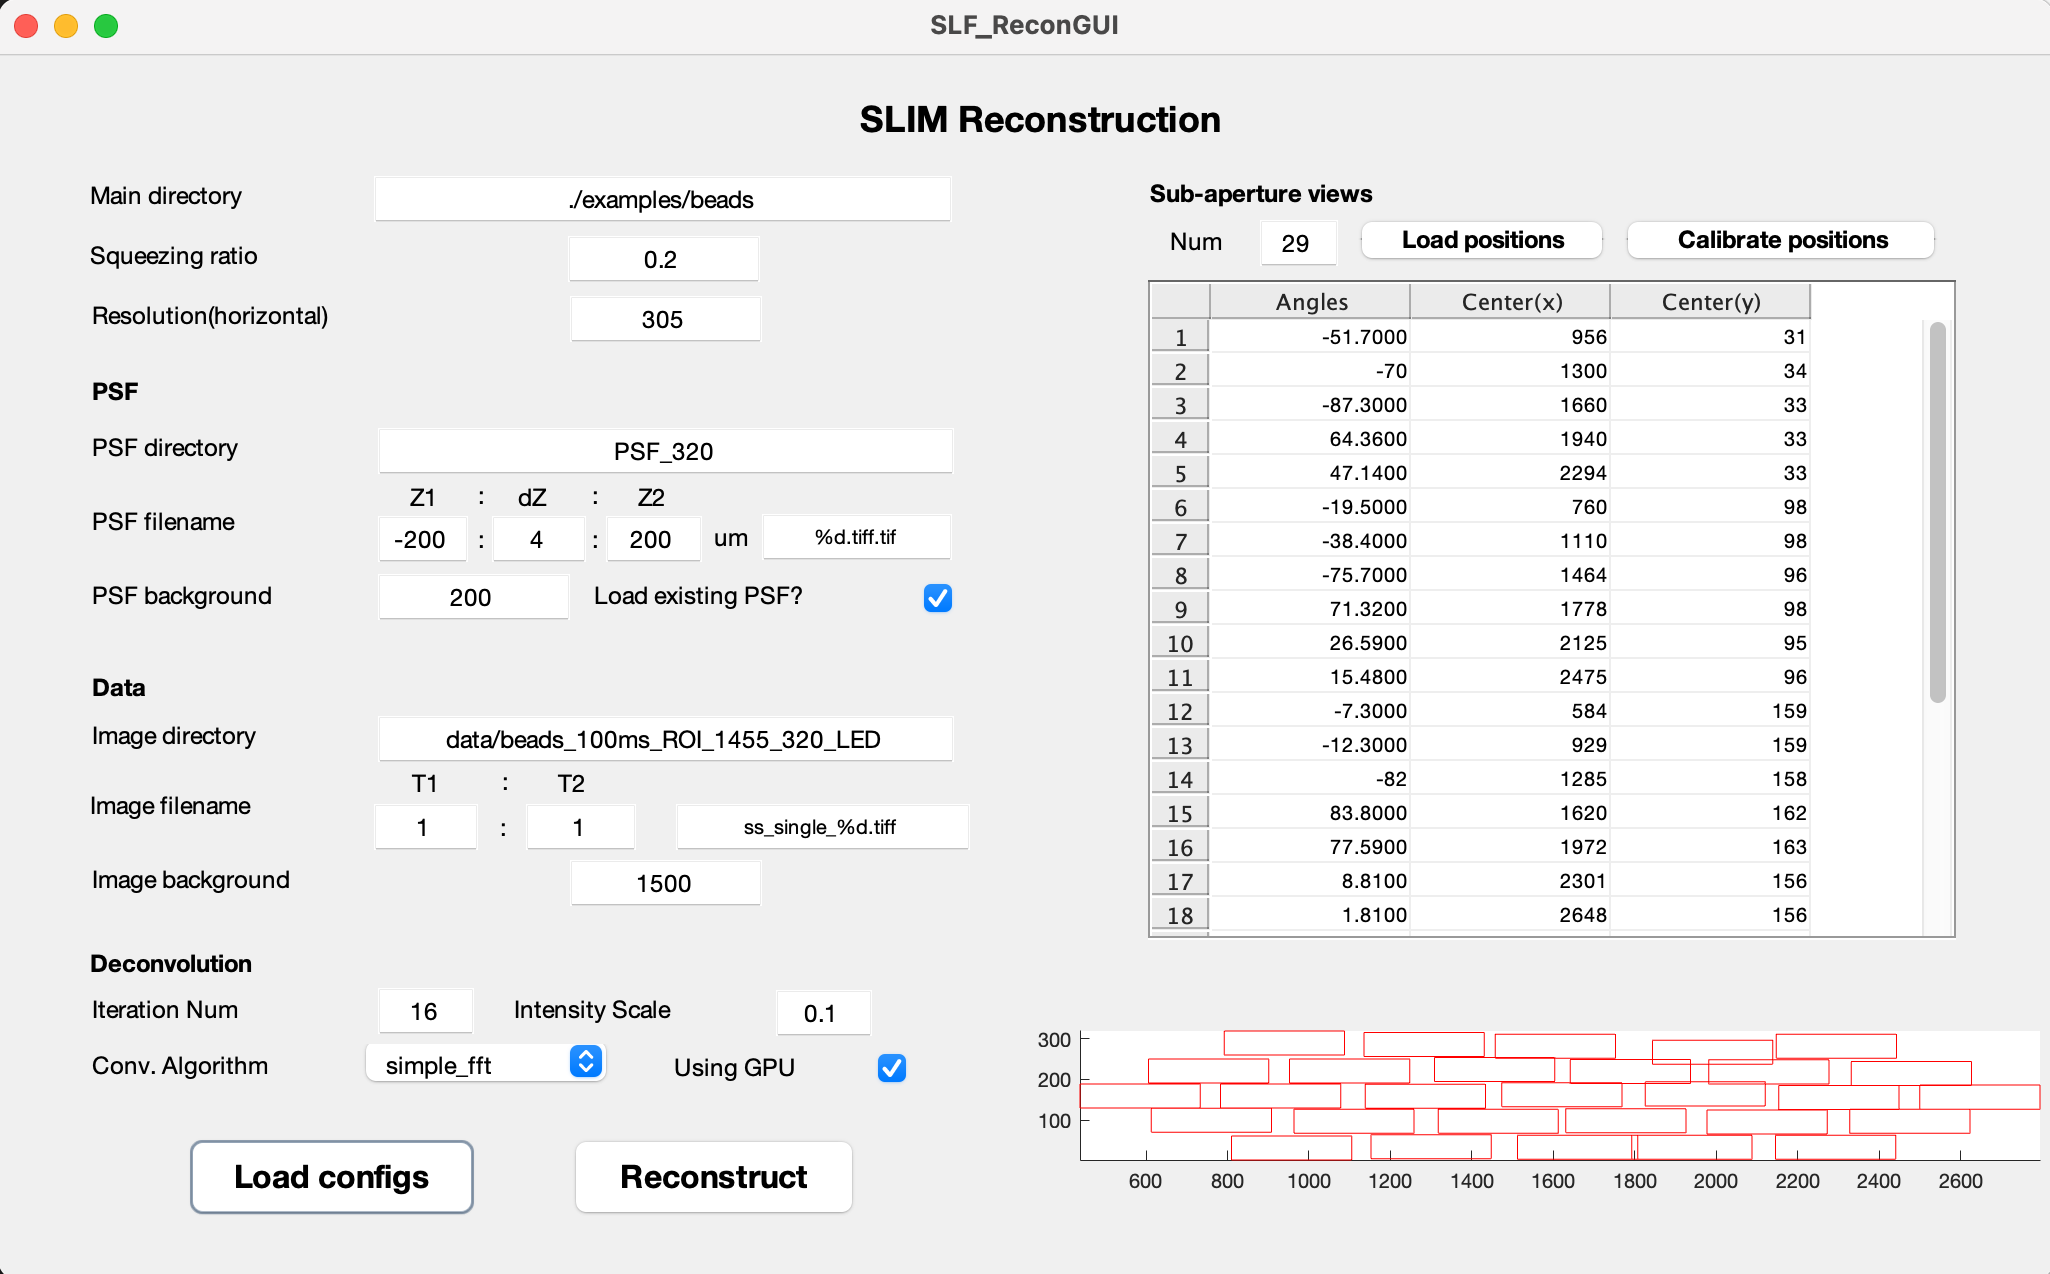 SLF_ReconGUI
SLIM Reconstruction
Main directory ./examples/beads
Squeezing ratio 0.2
Resolution(horizontal) 305
PSF
PSF directory PSF_320
Z1 : dZ : Z2
PSF filename -200 : 4 : 200 um %d.tiff.tif
PSF background 200 Load existing PSF?
Data
Image directory data/beads_100ms_ROI_1455_320_LED
T1 : T2
Image filename 1 : 1 ss_single_%d.tiff
Image background 1500
Deconvolution
Iteration Num 16 Intensity Scale 0.1
Conv. Algorithm simple_fft Using GPU
Load configs Reconstruct
Sub-aperture views
Num 29 Load positions Calibrate positions
Angles Center(x) Center(y)
1 -51.7000 956 31
2 -70 1300 34
3 -87.3000 1660 33
4 64.3600 1940 33
5 47.1400 2294 33
6 -19.5000 760 98
7 -38.4000 1110 98
8 -75.7000 1464 96
9 71.3200 1778 98
10 26.5900 2125 95
11 15.4800 2475 96
12 -7.3000 584 159
13 -12.3000 929 159
14 -82 1285 158
15 83.8000 1620 162
16 77.5900 1972 163
17 8.8100 2301 156
18 1.8100 2648 156
300
200
100
600 800 1000 1200 1400 1600 1800 2000 2200 2400 2600